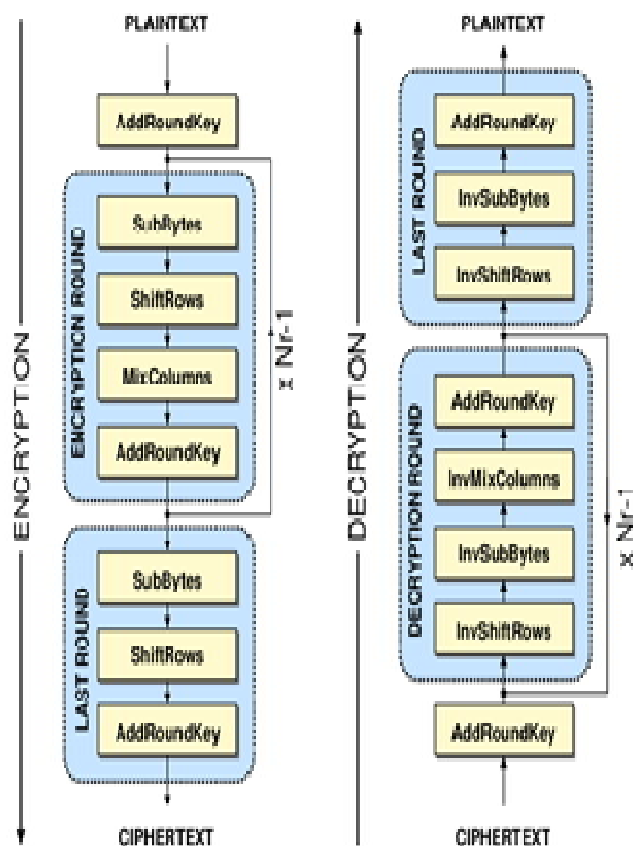 PLAINTEXT
AddRoundKey
ENCRYPTION ROUND
SubBytes
ShiftRows
MixColumns
AddRoundKey
x Nr-1
ENCRYPTION
LAST ROUND
SubBytes
ShiftRows
AddRoundKey
CIPHERTEXT
PLAINTEXT
LAST ROUND
AddRoundKey
InvSubBytes
InvShiftRows
DECRYPTION
DECRYPTION ROUND
AddRoundKey
InvMixColumns
InvSubBytes
InvShiftRows
x Nr-1
AddRoundKey
CIPHERTEXT